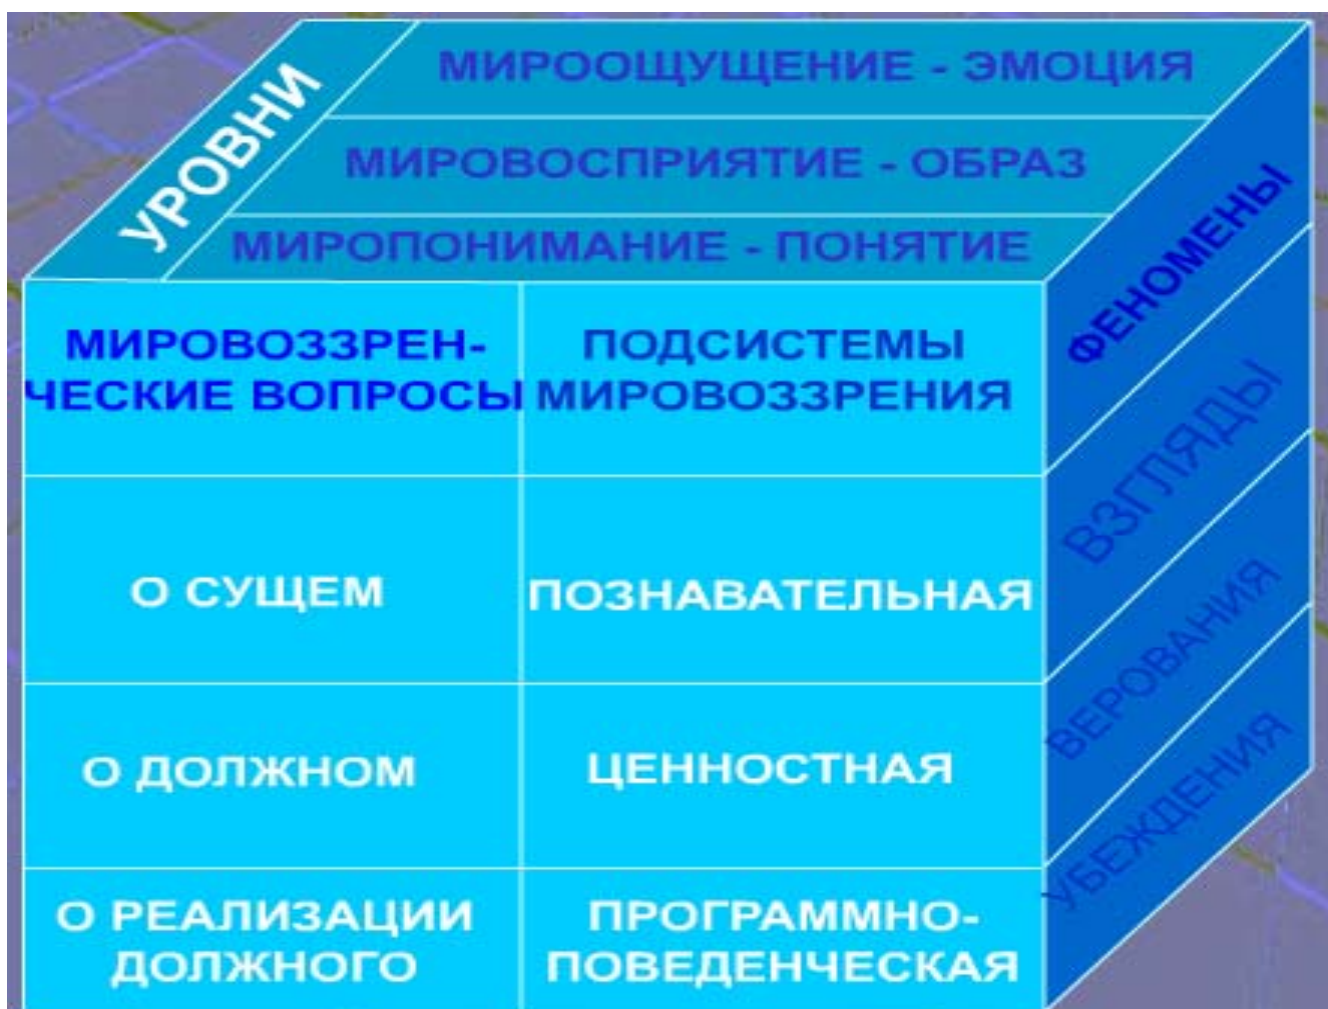 УРОВНИ
МИРООЩУЩЕНИЕ - ЭМОЦИЯ
МИРОВОСПРИЯТИЕ - ОБРАЗ
МИРОПОНИМАНИЕ - ПОНЯТИЕ
МИРОВОЗЗРЕН-
ЧЕСКИЕ ВОПРОСЫ
ПОДСИСТЕМЫ
МИРОВОЗЗРЕНИЯ
ФЕНОМЕНЫ
О СУЩЕМ
ПОЗНАВАТЕЛЬНАЯ
ВЗГЛЯДЫ
О ДОЛЖНОМ
ЦЕННОСТНАЯ
ВЕРОВАНИЯ
О РЕАЛИЗАЦИИ
ДОЛЖНОГО
ПРОГРАММНО-
ПОВЕДЕНЧЕСКАЯ
УБЕЖДЕНИЯ